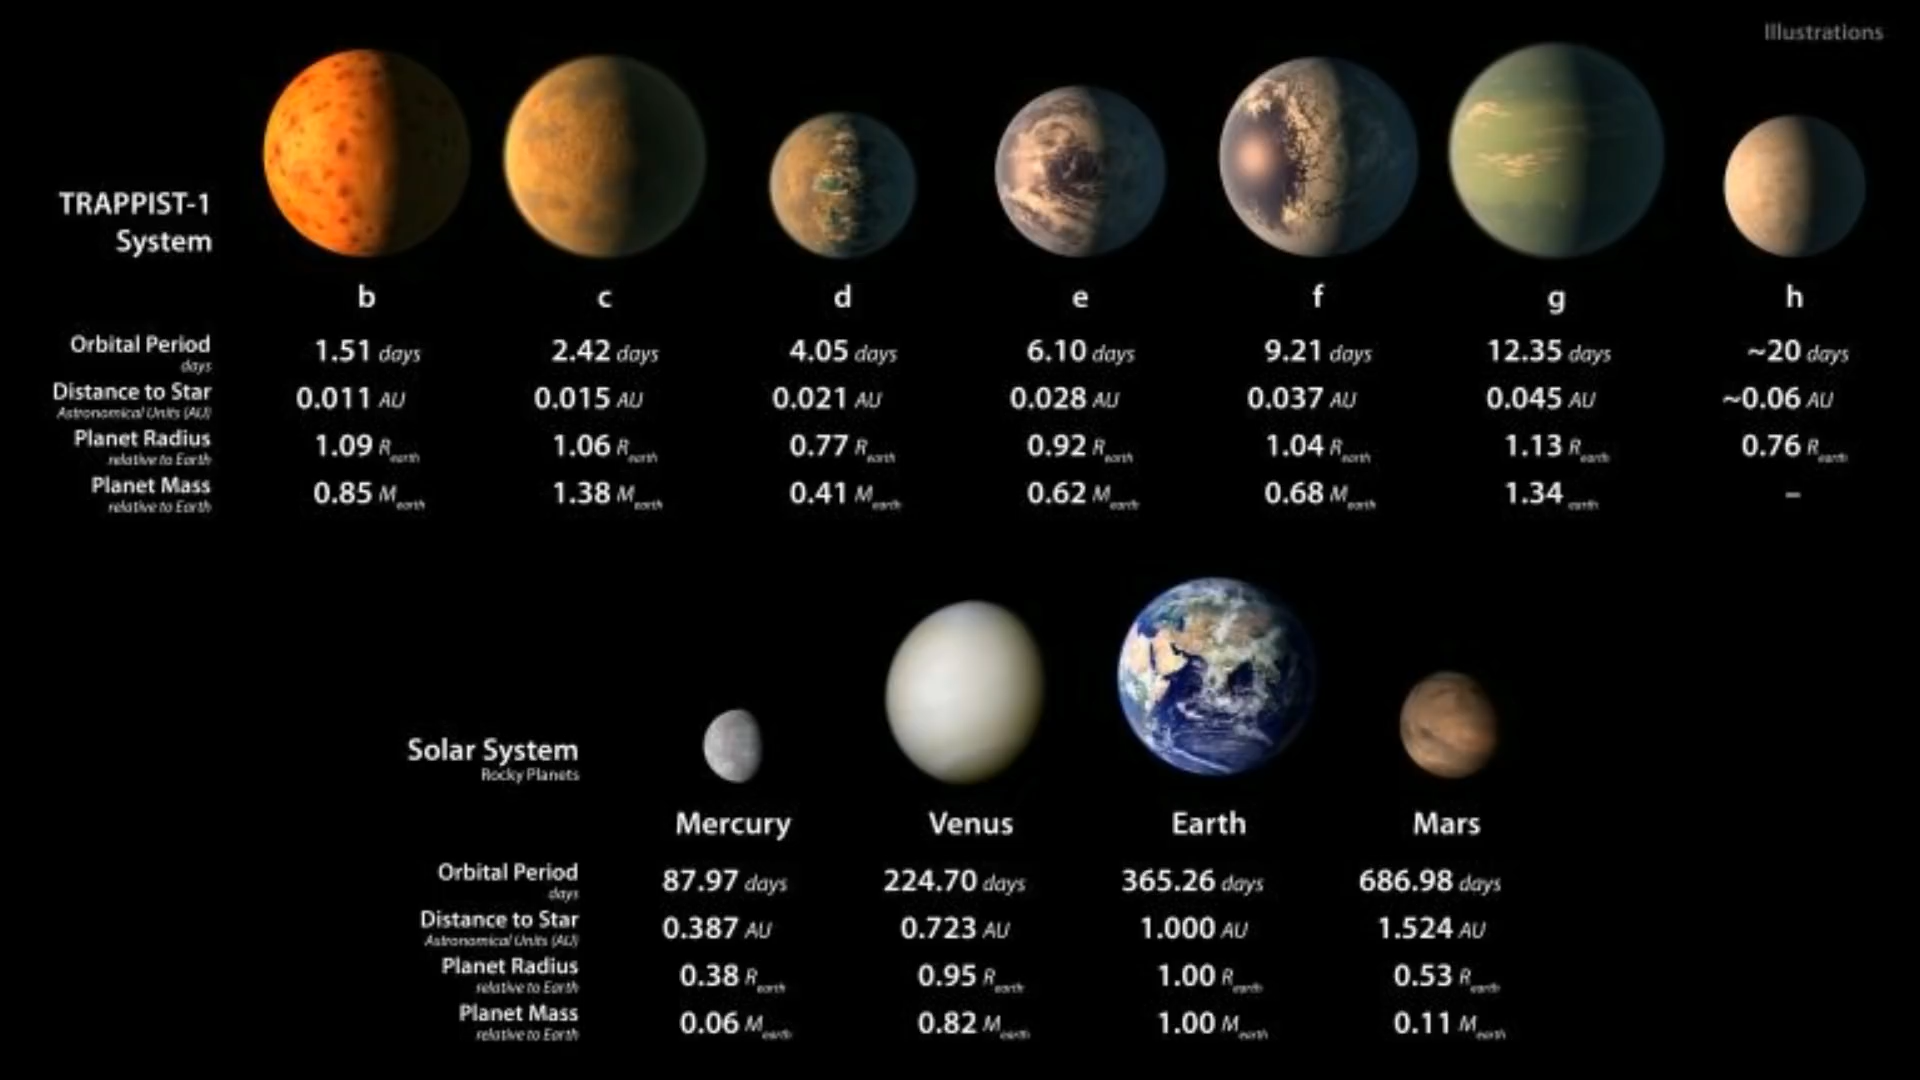 Illustrations
TRAPPIST-1
System
b c d e f g h
Orbital Period 1.51 days 2.42 days 4.05 days 6.10 days 9.21 days 12.35 days ~20 days
days
Distance to Star 0.011 AU 0.015 AU 0.021 AU 0.028 AU 0.037 AU 0.045 AU ~0.06 AU
Astronomical Units (AU)
Planet Radius 1.09 Rearth 1.06 Rearth 0.77 Rearth 0.92 Rearth 1.04 Rearth 1.13 Rearth 0.76 Rearth
relative to Earth
Planet Mass 0.85 Mearth 1.38 Mearth 0.41 Mearth 0.62 Mearth 0.68 Mearth 1.34 earth –
relative to Earth
Solar System
Rocky Planets
Mercury Venus Earth Mars
Orbital Period 87.97 days 224.70 days 365.26 days 686.98 days
days
Distance to Star 0.387 AU 0.723 AU 1.000 AU 1.524 AU
Astronomical Units (AU)
Planet Radius 0.38 Rearth 0.95 Rearth 1.00 Rearth 0.53 Rearth
relative to Earth
Planet Mass 0.06 Mearth 0.82 Mearth 1.00 Mearth 0.11 Mearth
relative to Earth